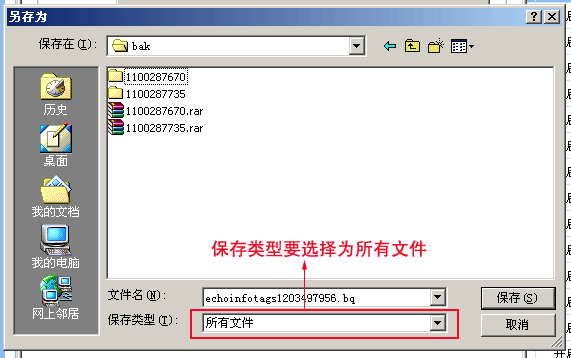 另存为
保存在(I):
bak
1100287670
1100287735
1100287670.rar
1100287735.rar
历史
桌面
我的文档
我的电脑
网上邻居
保存类型要选择为所有文件
文件名(N):
echoinfotags1203497956.bq
保存(S)
保存类型(T):
所有文件
取消